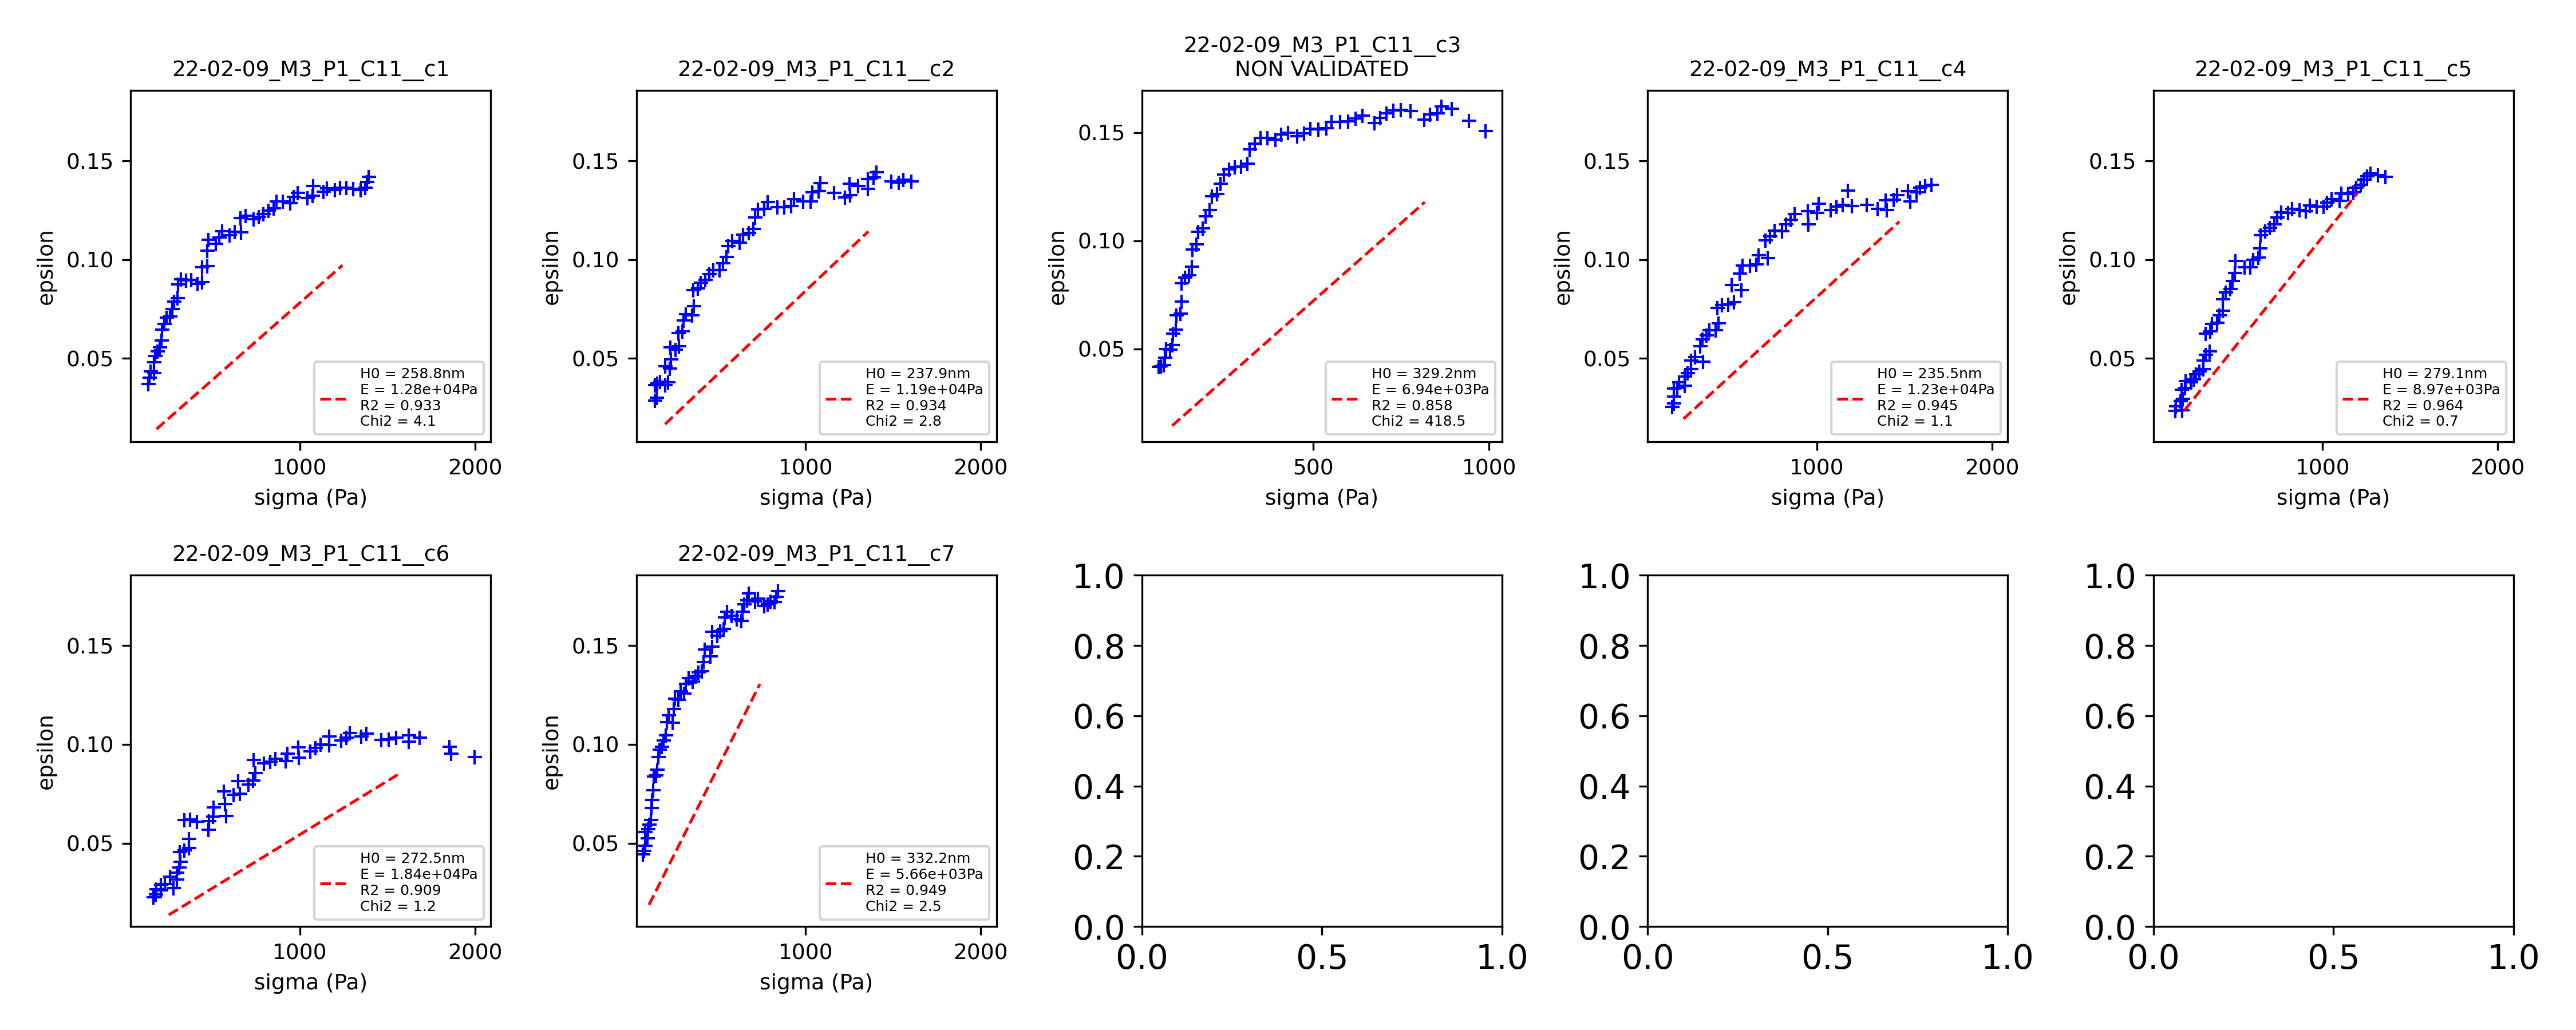 22-02-09_M3_P1_C11__c1
0.15
0.10
0.05
epsilon
1000
2000
sigma (Pa)
H0 = 258.8nm
E = 1.28e+04Pa
R2 = 0.933
Chi2 = 4.1
22-02-09_M3_P1_C11__c2
0.15
0.10
0.05
epsilon
1000
2000
sigma (Pa)
H0 = 237.9nm
E = 1.19e+04Pa
R2 = 0.934
Chi2 = 2.8
22-02-09_M3_P1_C11__c3
NON VALIDATED
0.15
0.10
0.05
epsilon
500
1000
sigma (Pa)
H0 = 329.2nm
E = 6.94e+03Pa
R2 = 0.858
Chi2 = 418.5
22-02-09_M3_P1_C11__c4
0.15
0.10
0.05
epsilon
1000
2000
sigma (Pa)
H0 = 235.5nm
E = 1.23e+04Pa
R2 = 0.945
Chi2 = 1.1
22-02-09_M3_P1_C11__c5
0.15
0.10
0.05
epsilon
1000
2000
sigma (Pa)
H0 = 279.1nm
E = 8.97e+03Pa
R2 = 0.964
Chi2 = 0.7
22-02-09_M3_P1_C11__c6
0.15
0.10
0.05
epsilon
1000
2000
sigma (Pa)
H0 = 272.5nm
E = 1.84e+04Pa
R2 = 0.909
Chi2 = 1.2
22-02-09_M3_P1_C11__c7
0.15
0.10
0.05
epsilon
1000
2000
sigma (Pa)
H0 = 332.2nm
E = 5.66e+03Pa
R2 = 0.949
Chi2 = 2.5
1.0
0.8
0.6
0.4
0.2
0.0
0.0
0.5
1.0
1.0
0.8
0.6
0.4
0.2
0.0
0.0
0.5
1.0
1.0
0.8
0.6
0.4
0.2
0.0
0.0
0.5
1.0